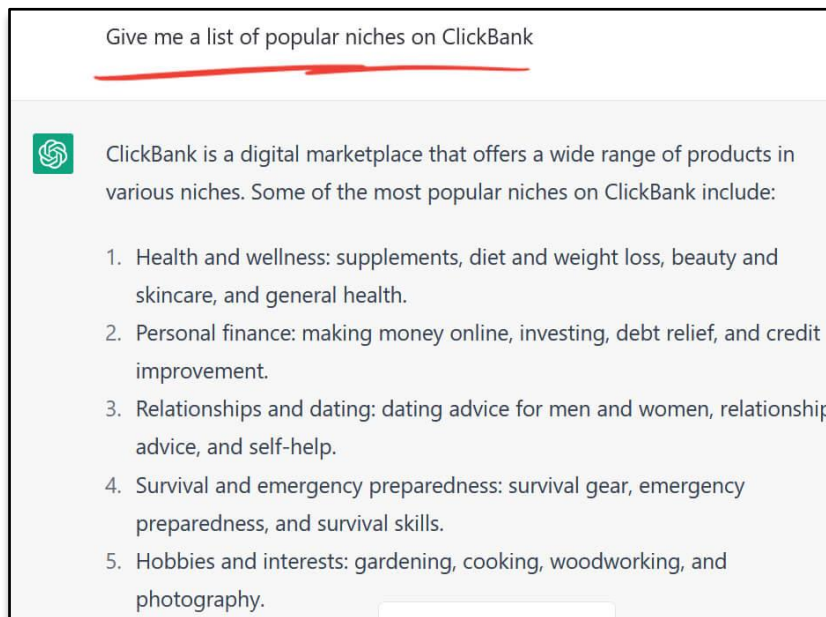 Give me a list of popular niches on ClickBank
ClickBank is a digital marketplace that offers a wide range of products in
various niches. Some of the most popular niches on ClickBank include:
1. Health and wellness: supplements, diet and weight loss, beauty and
skincare, and general health.
2. Personal finance: making money online, investing, debt relief, and credit
improvement.
3. Relationships and dating: dating advice for men and women, relationship
advice, and self-help.
4. Survival and emergency preparedness: survival gear, emergency
preparedness, and survival skills.
5. Hobbies and interests: gardening, cooking, woodworking, and
photography.